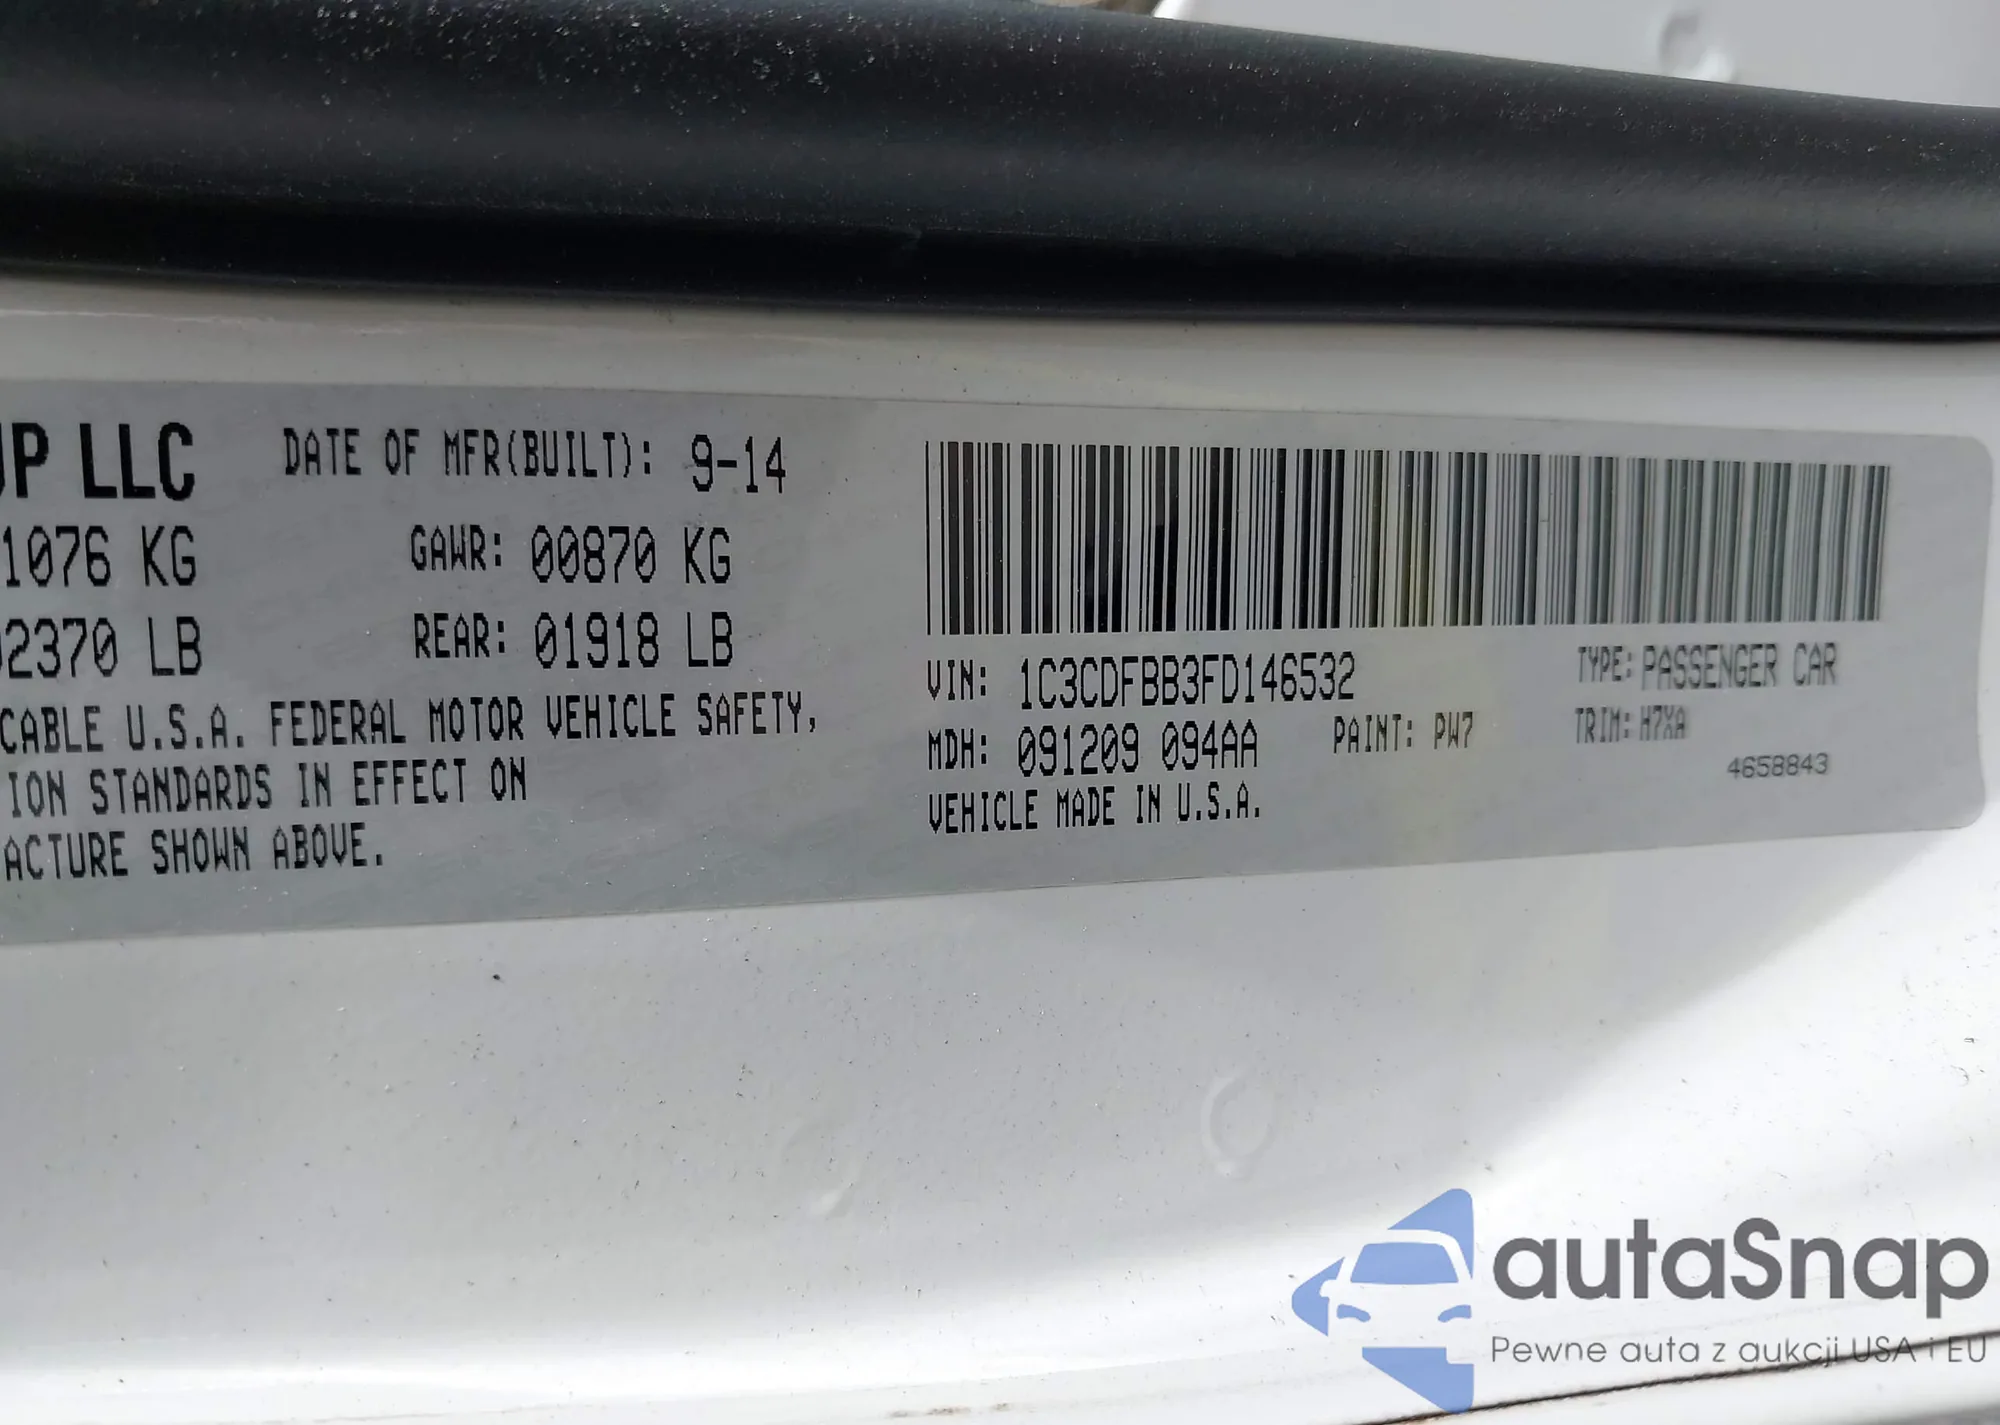 UP LLC DATE OF MFR(BUILT): 9-14
1076 KG GAWR: 00870 KG
02370 LB REAR: 01918 LB
CABLE U.S.A. FEDERAL MOTOR VEHICLE SAFETY,
ION STANDARDS IN EFFECT ON
ACTURE SHOWN ABOVE.
VIN: 1C3CDFBB3FD146532 TYPE: PASSENGER CAR
MDH: 091209 094AA PAINT: PW7 TRIM: H7XA
VEHICLE MADE IN U.S.A. 4658843
autaSnap
Pewne auta z aukcji USA i EU